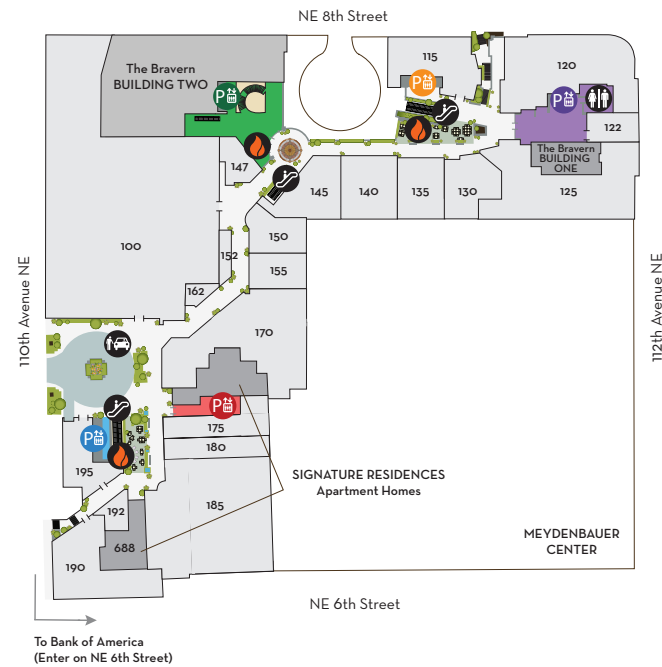 NE 8th Street
The Bravern
BUILDING TWO
P
115
P
120
P
122
The Bravern
BUILDING
ONE
147
145
140
135
130
125
100
150
152
155
162
110th Avenue NE
112th Avenue NE
170
P
175
P
180
195
SIGNATURE RESIDENCES
Apartment Homes
192
185
688
190
MEYDENBAUER
CENTER
NE 6th Street
To Bank of America
(Enter on NE 6th Street)